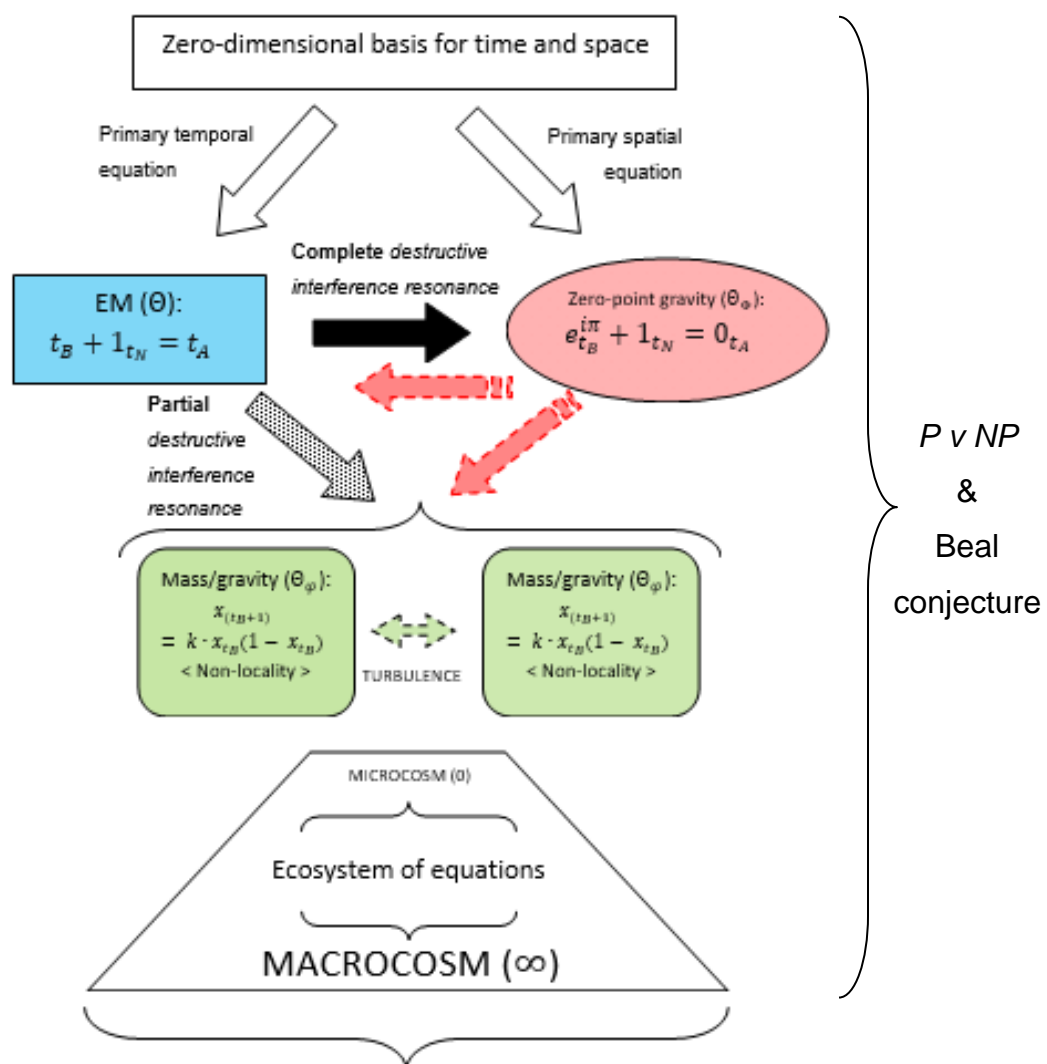 Zero-dimensional basis for time and space
Primary temporal
equation
Primary spatial
equation
Complete destructive
interference resonance
EM (Θ):
t_B + 1_{t_N} = t_A
Zero-point gravity (Θ_Φ):
e^{iπ}_{t_B} + 1_{t_N} = 0_{t_A}
Partial
destructive
interference
resonance
Mass/gravity (Θ_φ):
x_{(t_B+1)}
= k · x_{t_B}(1 − x_{t_B})
< Non-locality >
TURBULENCE
Mass/gravity (Θ_φ):
x_{(t_B+1)}
= k · x_{t_B}(1 − x_{t_B})
< Non-locality >
MICROCOSM (0)
Ecosystem of equations
MACROCOSM (∞)
P v NP
&
Beal
conjecture